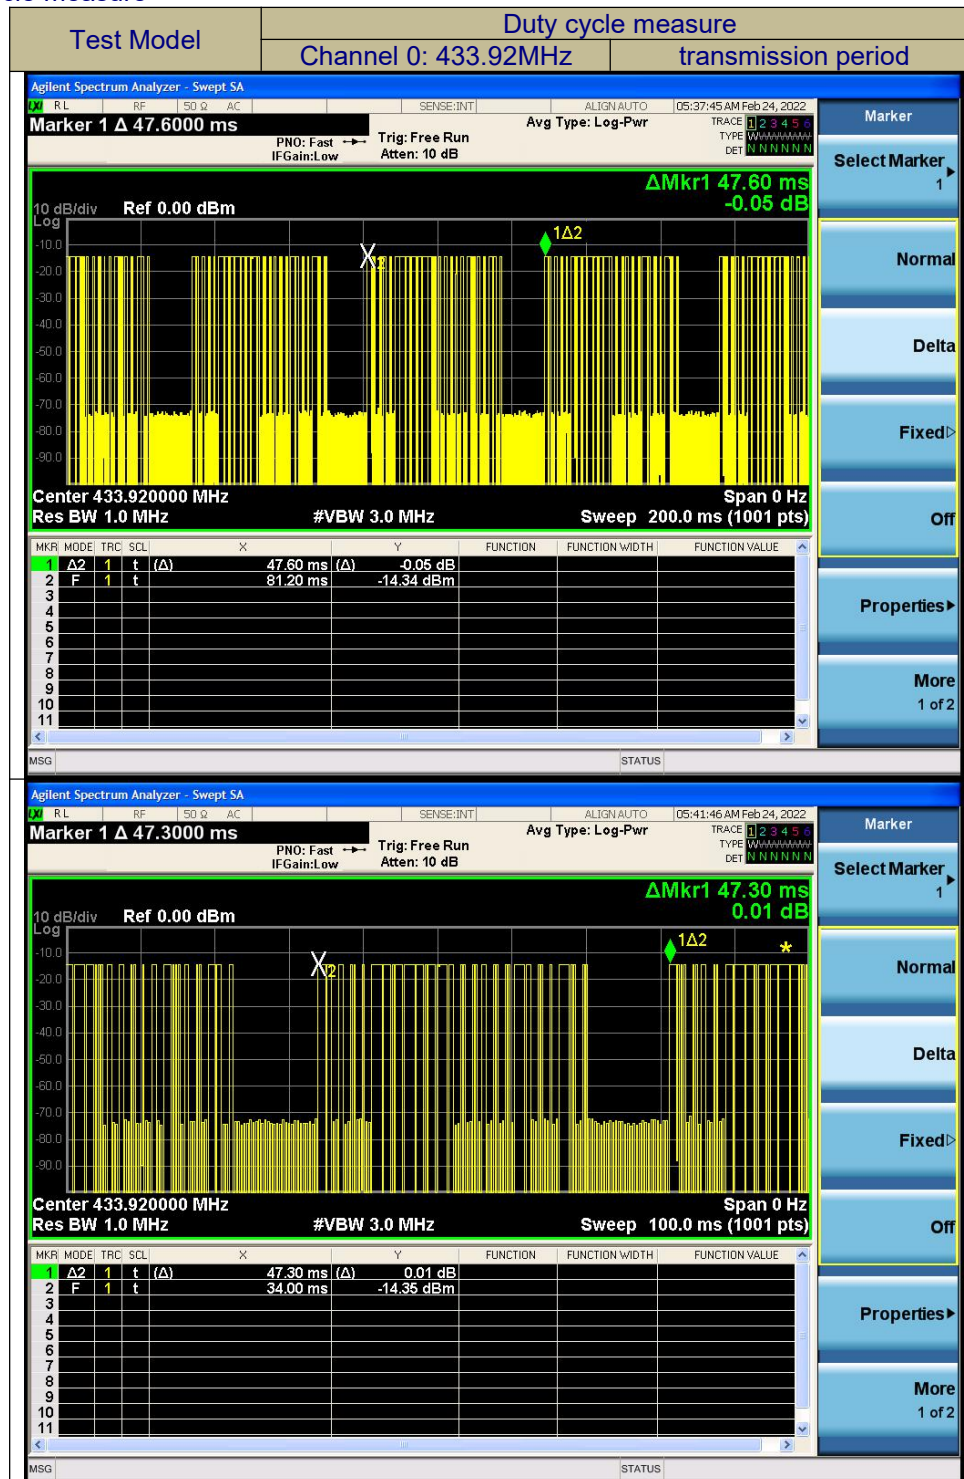 Test Model
Duty cycle measure
Channel 0: 433.92MHz
transmission period
Agilent Spectrum Analyzer - Swept SA
LXI RL RF 50 Ω AC SENSE:INT ALIGN AUTO 05:37:45 AM Feb 24, 2022
Marker 1 Δ 47.6000 ms
PNO: Fast
IFGain:Low
Trig: Free Run
Atten: 10 dB
Avg Type: Log-Pwr
TRACE 1 2 3 4 5 6
TYPE WWWWWW
DET N N N N N N
Marker
Select Marker
1
Normal
Delta
Fixed
Off
Properties
More
1 of 2
ΔMkr1 47.60 ms
-0.05 dB
10 dB/div Ref 0.00 dBm
Log
-10.0
-20.0
-30.0
-40.0
-50.0
-60.0
-70.0
-80.0
-90.0
1Δ2
X2
Center 433.920000 MHz Span 0 Hz
Res BW 1.0 MHz #VBW 3.0 MHz Sweep 200.0 ms (1001 pts)
MKR MODE TRC SCL X Y FUNCTION FUNCTION WIDTH FUNCTION VALUE
1 Δ2 1 t (Δ) 47.60 ms (Δ) -0.05 dB
2 F 1 t 81.20 ms -14.34 dBm
3
4
5
6
7
8
9
10
11
MSG STATUS
Agilent Spectrum Analyzer - Swept SA
LXI RL RF 50 Ω AC SENSE:INT ALIGN AUTO 05:41:46 AM Feb 24, 2022
Marker 1 Δ 47.3000 ms
PNO: Fast
IFGain:Low
Trig: Free Run
Atten: 10 dB
Avg Type: Log-Pwr
TRACE 1 2 3 4 5 6
TYPE WWWWWW
DET N N N N N N
Marker
Select Marker
1
Normal
Delta
Fixed
Off
Properties
More
1 of 2
ΔMkr1 47.30 ms
0.01 dB
10 dB/div Ref 0.00 dBm
Log
-10.0
-20.0
-30.0
-40.0
-50.0
-60.0
-70.0
-80.0
-90.0
X2
1Δ2
*
Center 433.920000 MHz Span 0 Hz
Res BW 1.0 MHz #VBW 3.0 MHz Sweep 100.0 ms (1001 pts)
MKR MODE TRC SCL X Y FUNCTION FUNCTION WIDTH FUNCTION VALUE
1 Δ2 1 t (Δ) 47.30 ms (Δ) 0.01 dB
2 F 1 t 34.00 ms -14.35 dBm
3
4
5
6
7
8
9
10
11
MSG STATUS